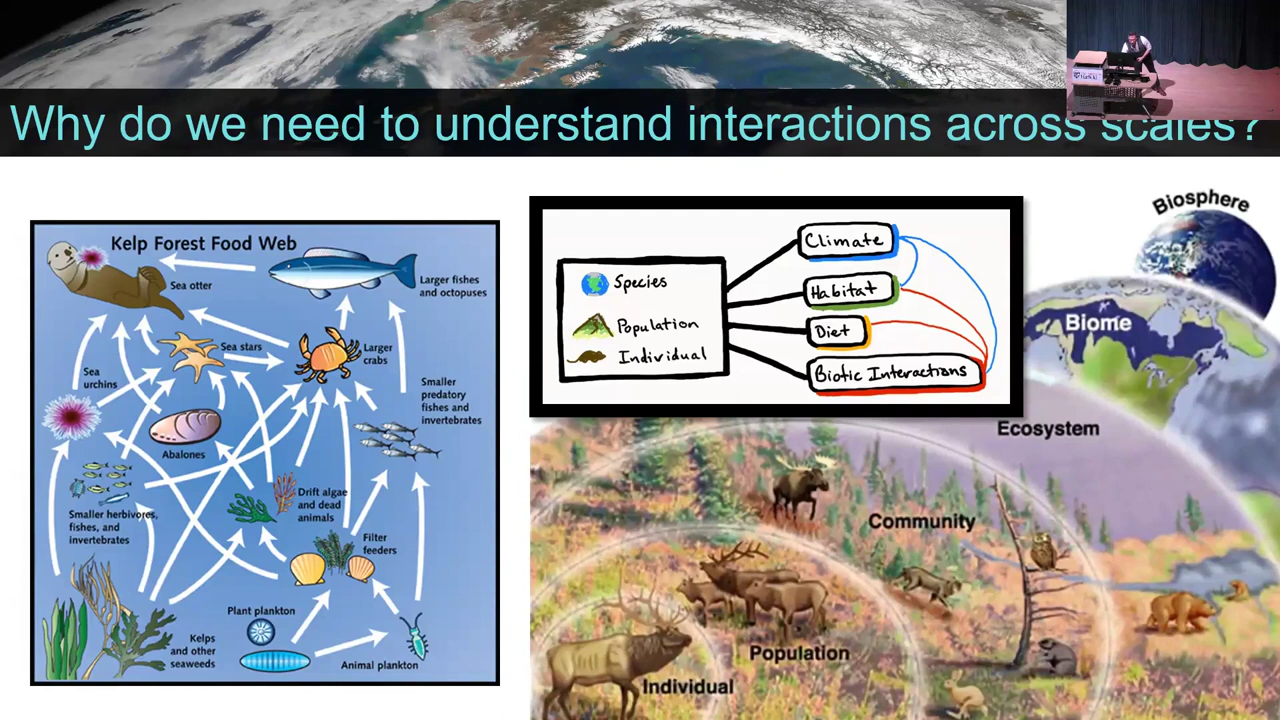 Why do we need to understand interactions across scales?
Kelp Forest Food Web
Sea otter
Larger fishes
and octopuses
Sea stars
Larger
crabs
Sea
urchins
Smaller
predatory
fishes and
invertebrates
Abalones
Drift algae
and dead
animals
Smaller herbivores,
fishes, and
invertebrates
Filter
feeders
Plant plankton
Kelps
and other
seaweeds
Animal plankton
Species
Population
Individual
Climate
Habitat
Diet
Biotic Interactions
Biosphere
Biome
Ecosystem
Community
Population
Individual